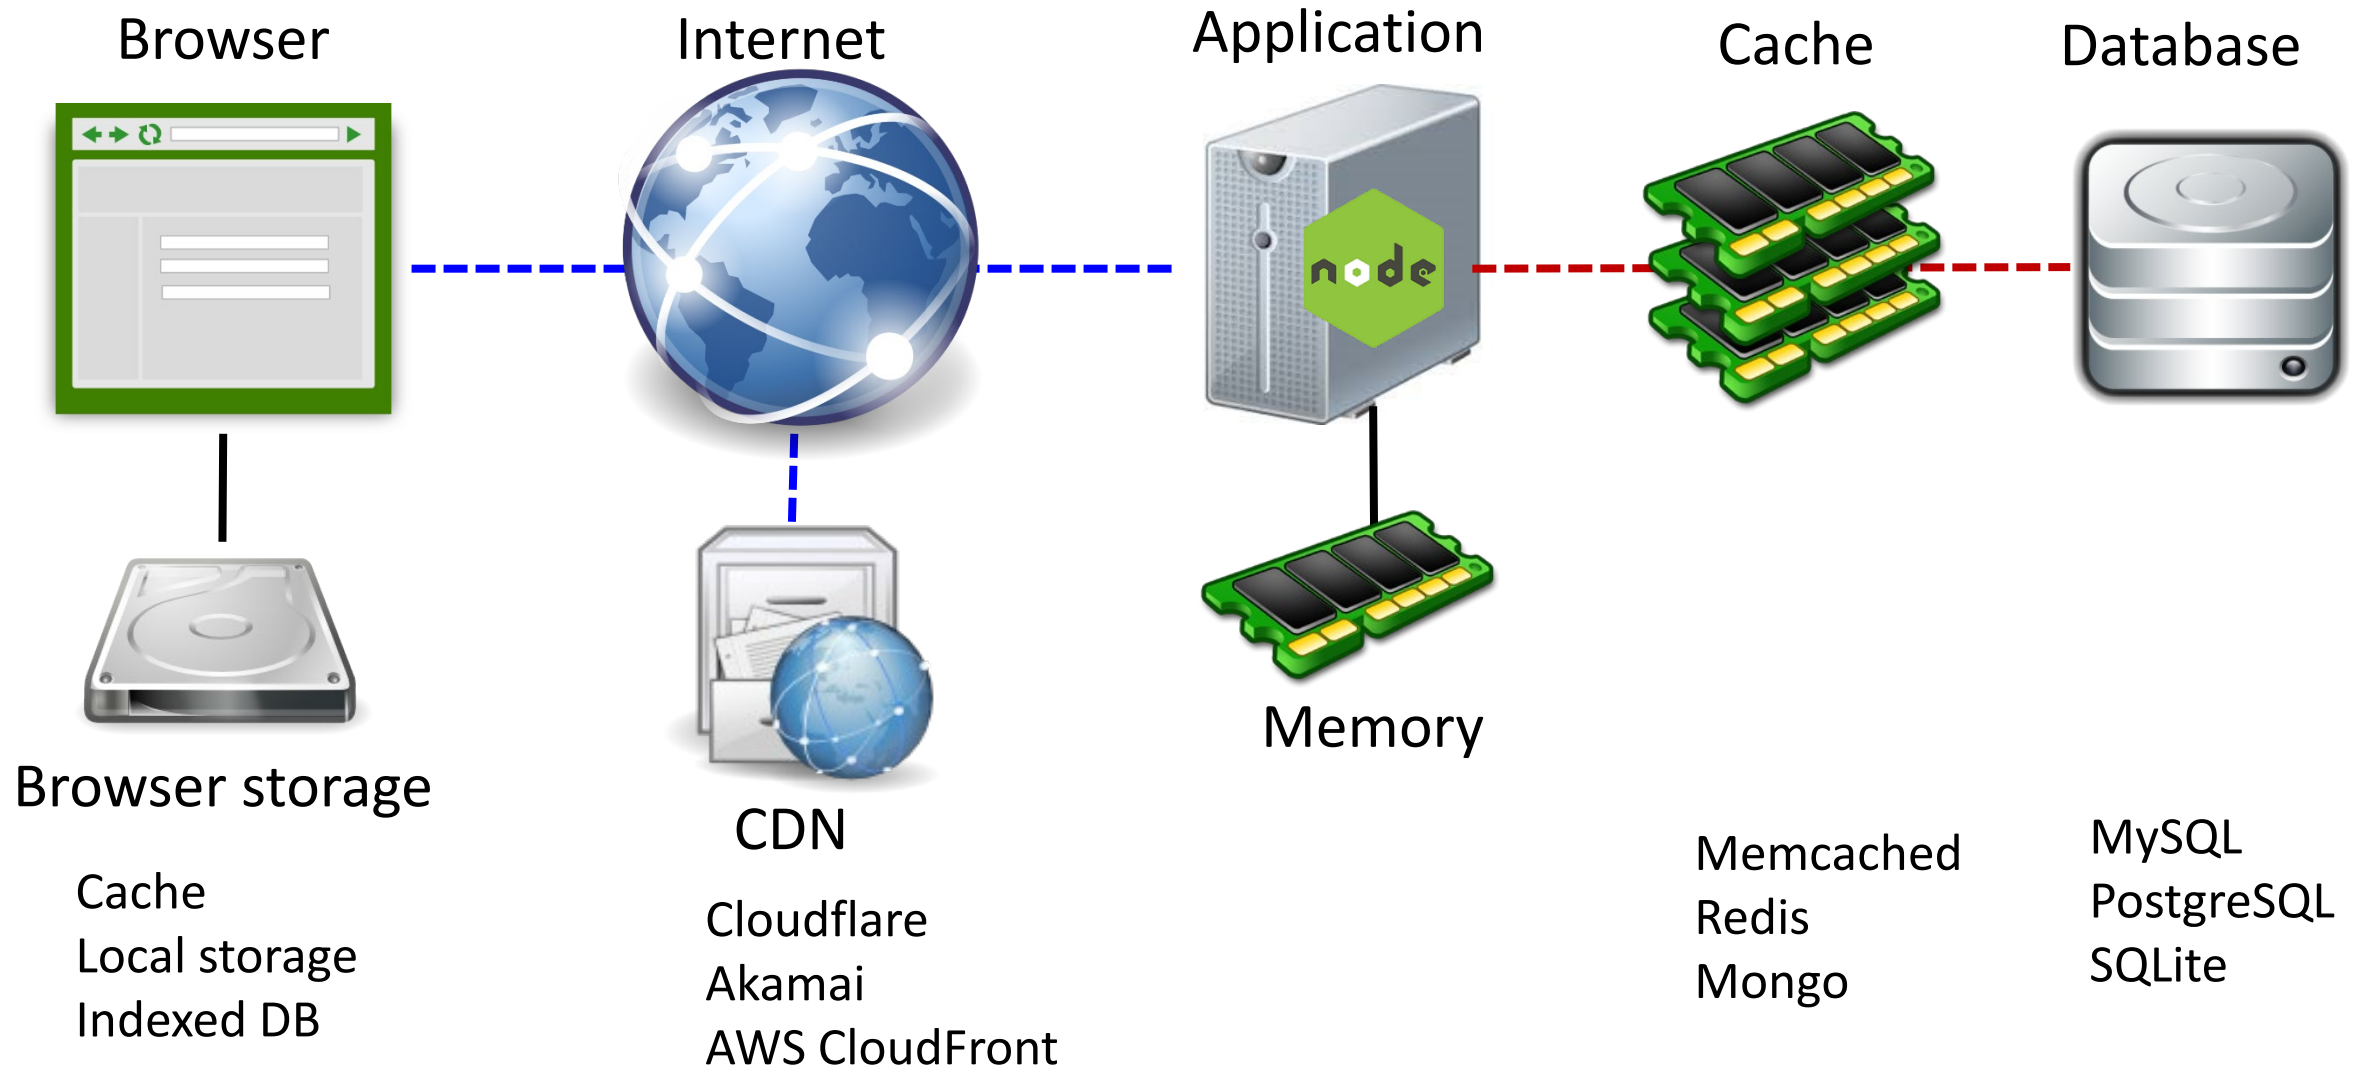 Browser
Internet
Application
Cache
Database
node
Browser storage
Cache
Local storage
Indexed DB
CDN
Cloudflare
Akamai
AWS CloudFront
Memory
Memcached
Redis
Mongo
MySQL
PostgreSQL
SQLite